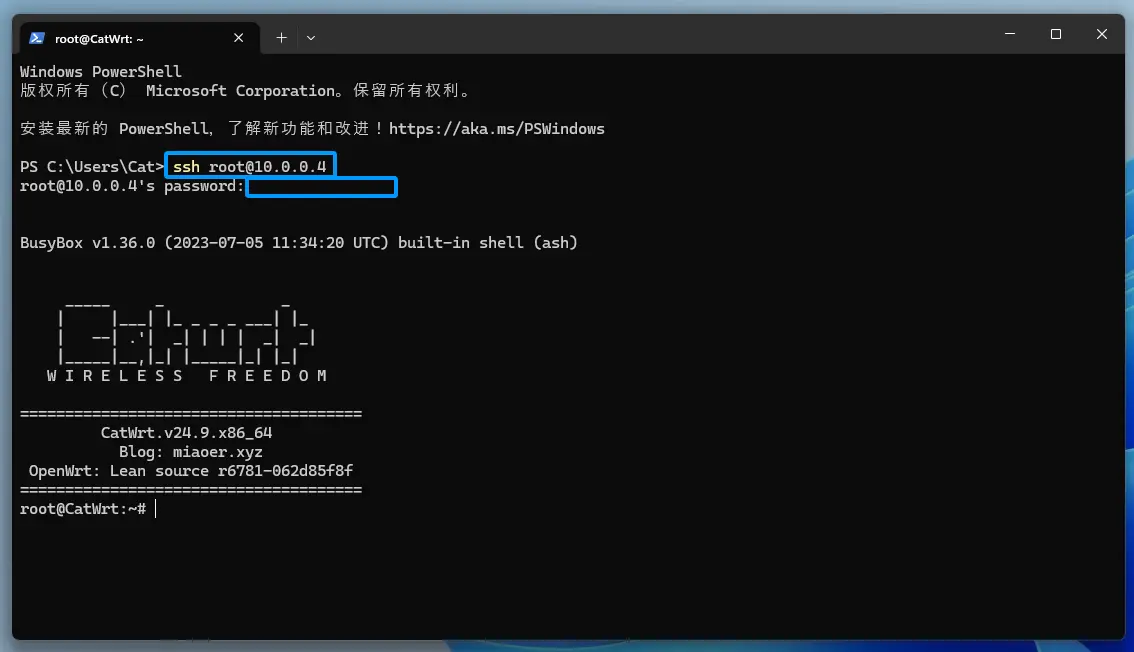 root@CatWrt: ~
Windows PowerShell
版权所有（C） Microsoft Corporation。保留所有权利。
安装最新的 PowerShell，了解新功能和改进！https://aka.ms/PSWindows
PS C:\Users\Cat> ssh root@10.0.0.4
root@10.0.0.4's password:
BusyBox v1.36.0 (2023-07-05 11:34:20 UTC) built-in shell (ash)
CatWrt
W I R E L E S S   F R E E D O M
======================================
CatWrt.v24.9.x86_64
Blog: miaoer.xyz
OpenWrt: Lean source r6781-062d85f8f
======================================
root@CatWrt:~#